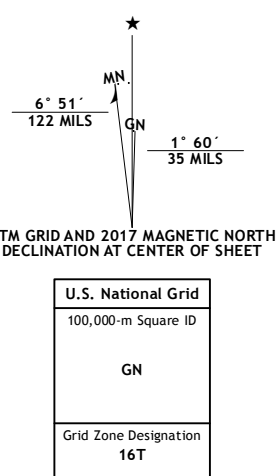 ★
MN
6° 51´
122 MILS
GN
1° 60´
35 MILS
TM GRID AND 2017 MAGNETIC NORTH
DECLINATION AT CENTER OF SHEET
U.S. National Grid
100,000-m Square ID
GN
Grid Zone Designation
16T